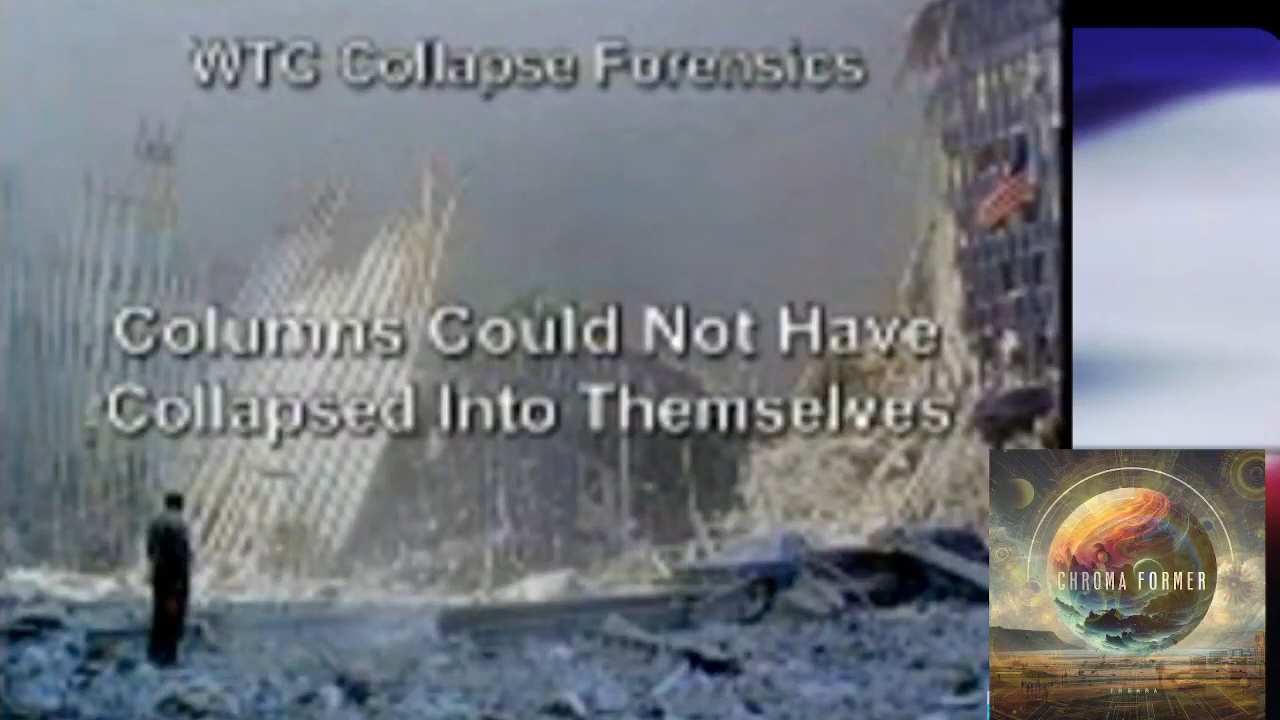 WTC Collapse Forensics
Columns Could Not Have
Collapsed Into Themselves
CHROMA FORMER